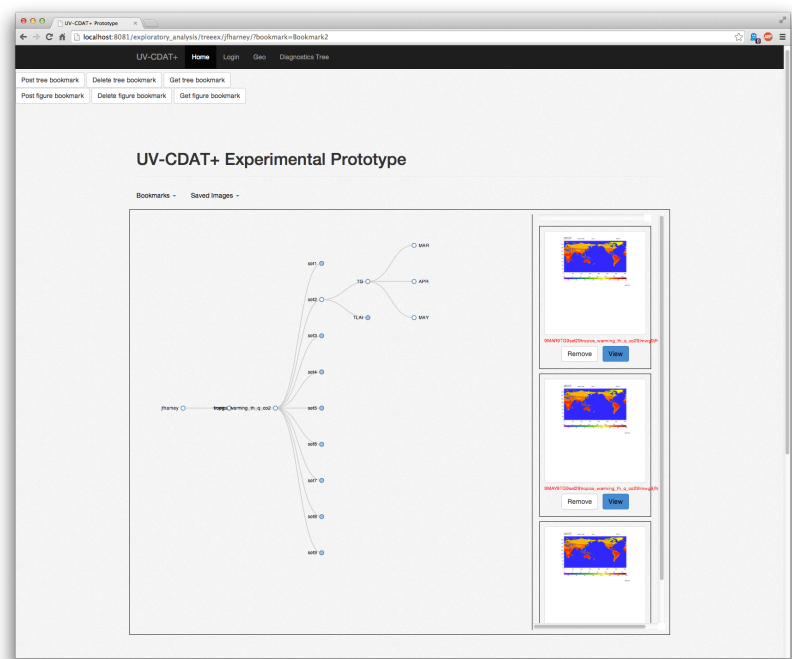 UV-CDAT+ Prototype
localhost:8081/exploratory_analysis/treeex/jfharney/?bookmark=Bookmark2
UV-CDAT+ Home Login Geo Diagnostics Tree
Post tree bookmark Delete tree bookmark Get tree bookmark
Post figure bookmark Delete figure bookmark Get figure bookmark
UV-CDAT+ Experimental Prototype
Bookmarks Saved Images
MAR
set1
TG APR
set2
TLAI MAY
set3
set4
jfharney warming_th_q_co2 set5
set6
set7
set8
set9
Remove View
Remove View